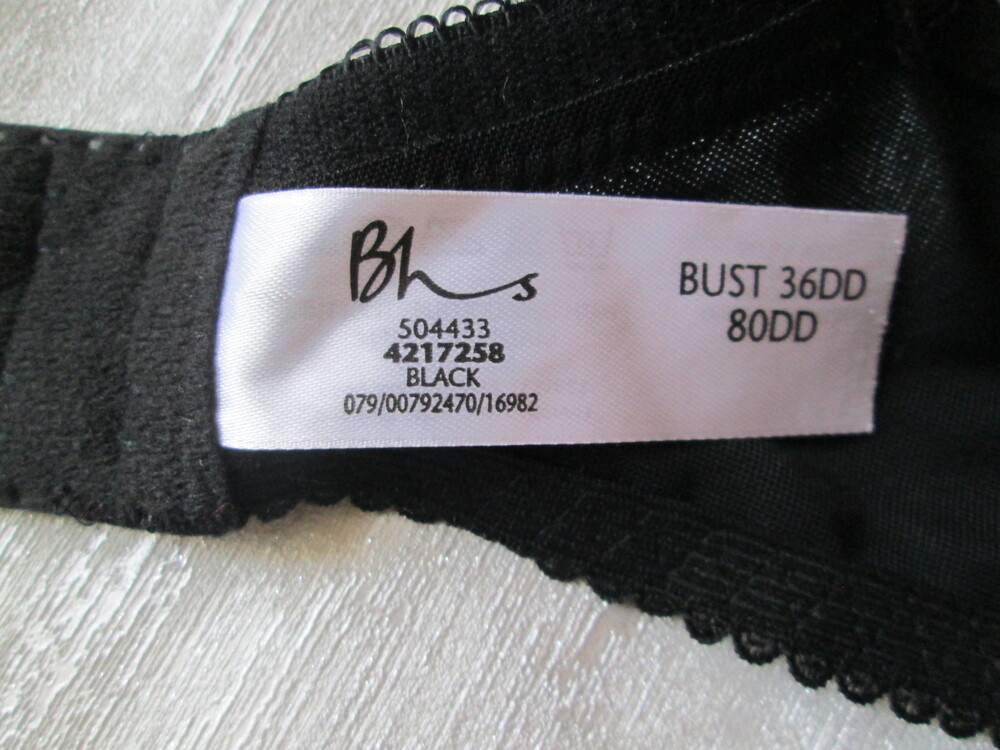 Bhs
504433
4217258
BLACK
079/00792470/16982
BUST 36DD
80DD